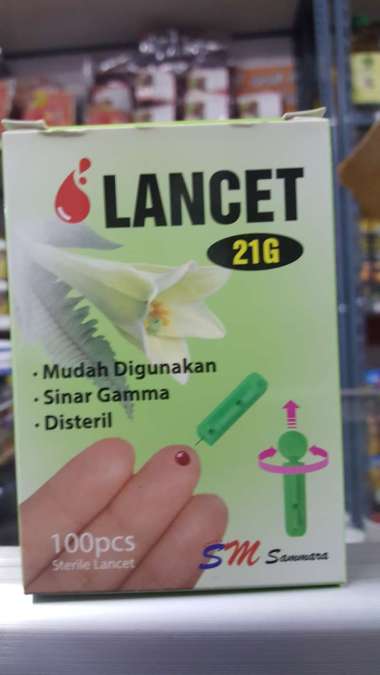 LANCET
21G
• Mudah Digunakan
• Sinar Gamma
• Disteril
100pcs
Sterile Lancet
SM Sammara